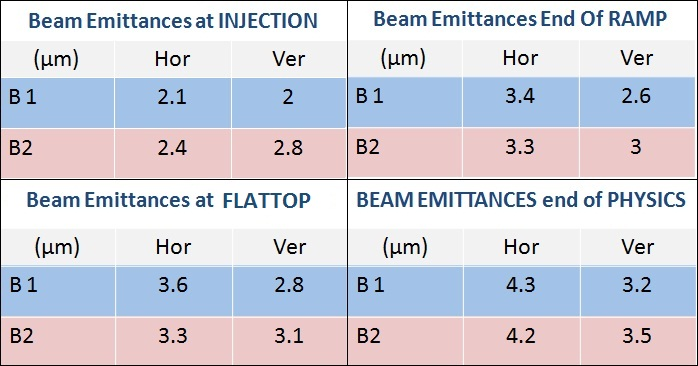 Beam Emittances at INJECTION
(μm) Hor Ver
B 1 2.1 2
B2 2.4 2.8
Beam Emittances End Of RAMP
(μm) Hor Ver
B 1 3.4 2.6
B2 3.3 3
Beam Emittances at FLATTOP
(μm) Hor Ver
B 1 3.6 2.8
B2 3.3 3.1
BEAM EMITTANCES end of PHYSICS
(μm) Hor Ver
B 1 4.3 3.2
B2 4.2 3.5